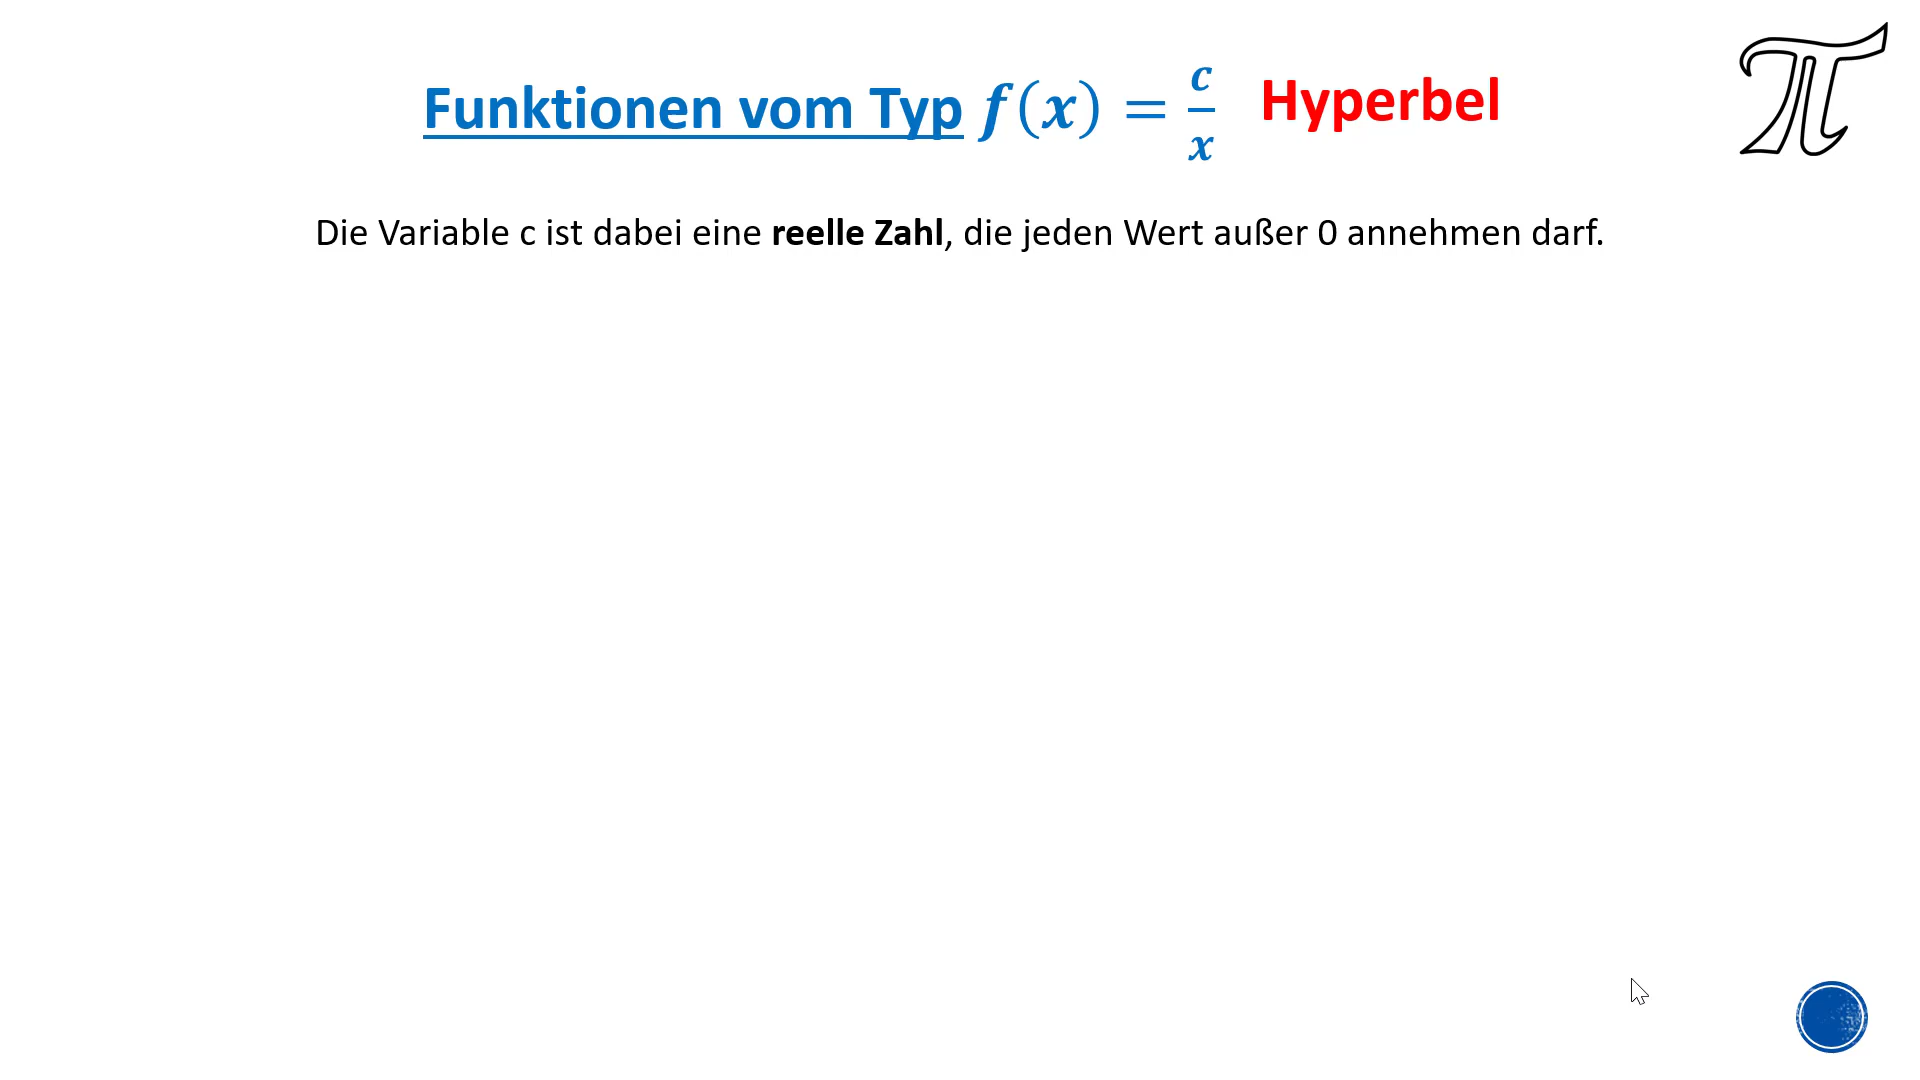 Funktionen vom Typ f(x) = c/x Hyperbel
Die Variable c ist dabei eine reelle Zahl, die jeden Wert außer 0 annehmen darf.